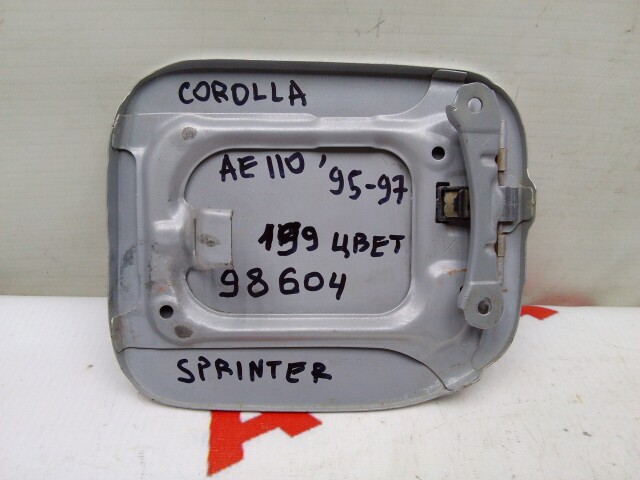 COROLLA
AE110 '95-97
199 ЦВЕТ
98604
SPRINTER